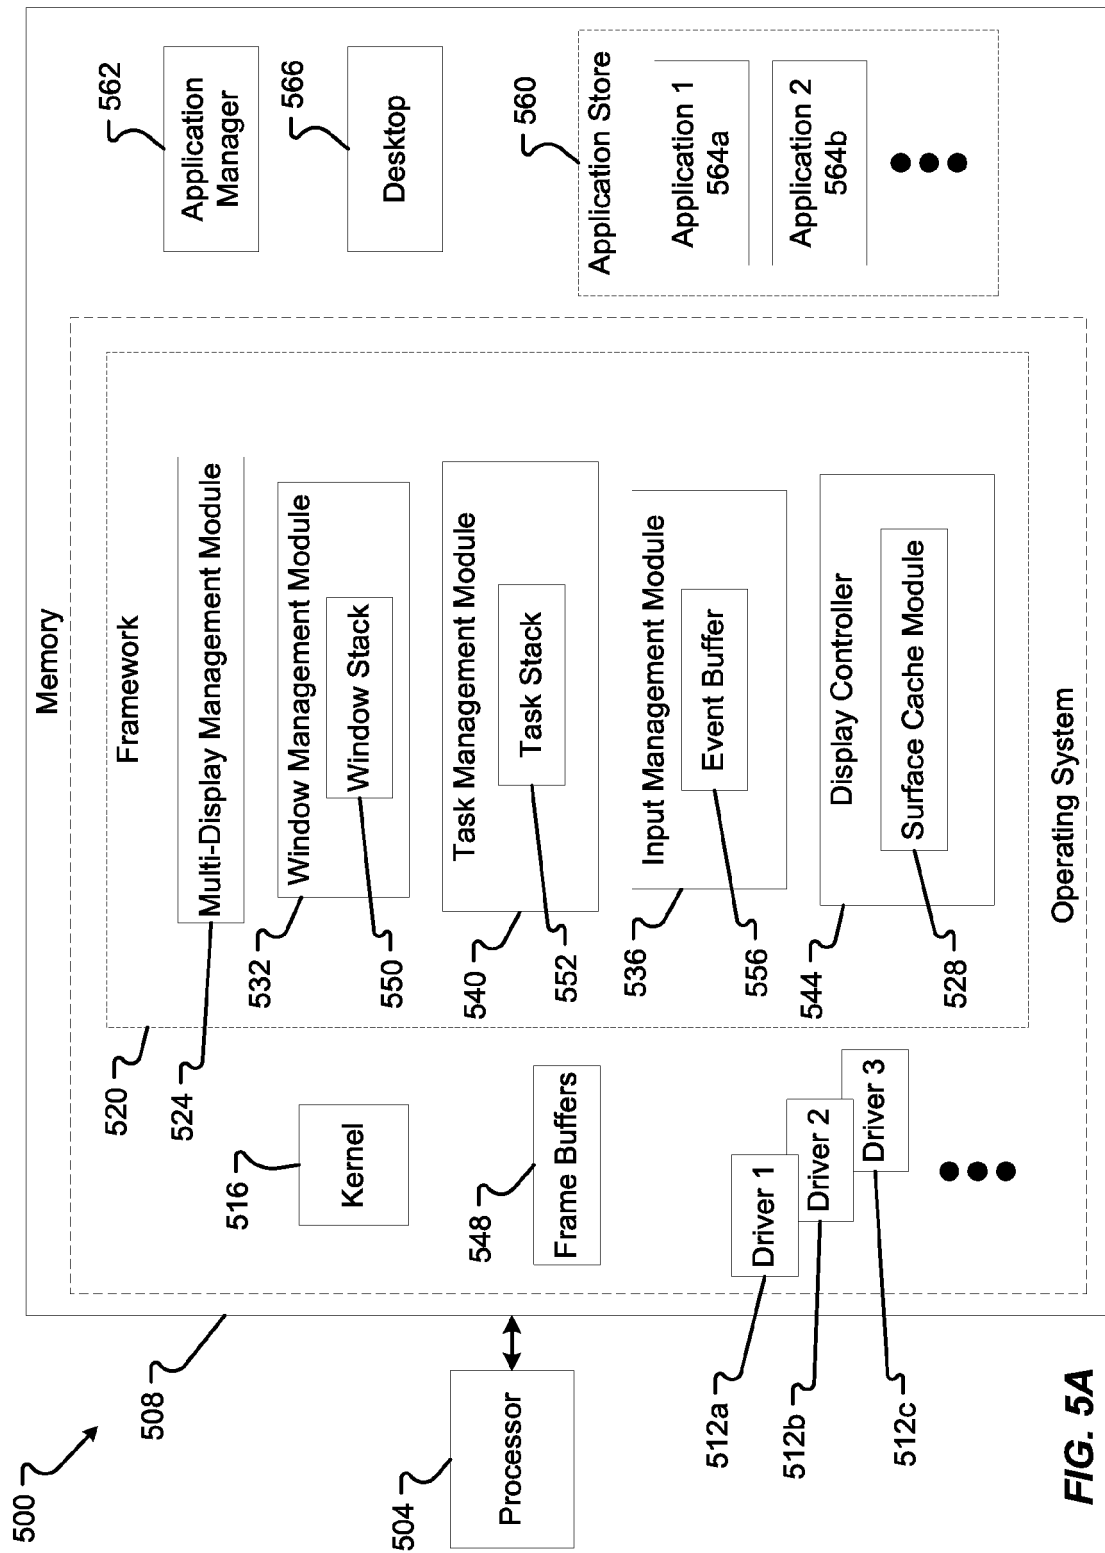 500
508
Memory
504
Processor
Operating System
516
Kernel
548
Frame Buffers
512a
Driver 1
512b
Driver 2
512c
Driver 3
520
Framework
524
Multi-Display Management Module
532
Window Management Module
550
Window Stack
540
Task Management Module
552
Task Stack
536
Input Management Module
556
Event Buffer
544
Display Controller
528
Surface Cache Module
562
Application
Manager
566
Desktop
560
Application Store
Application 1
564a
Application 2
564b
FIG. 5A